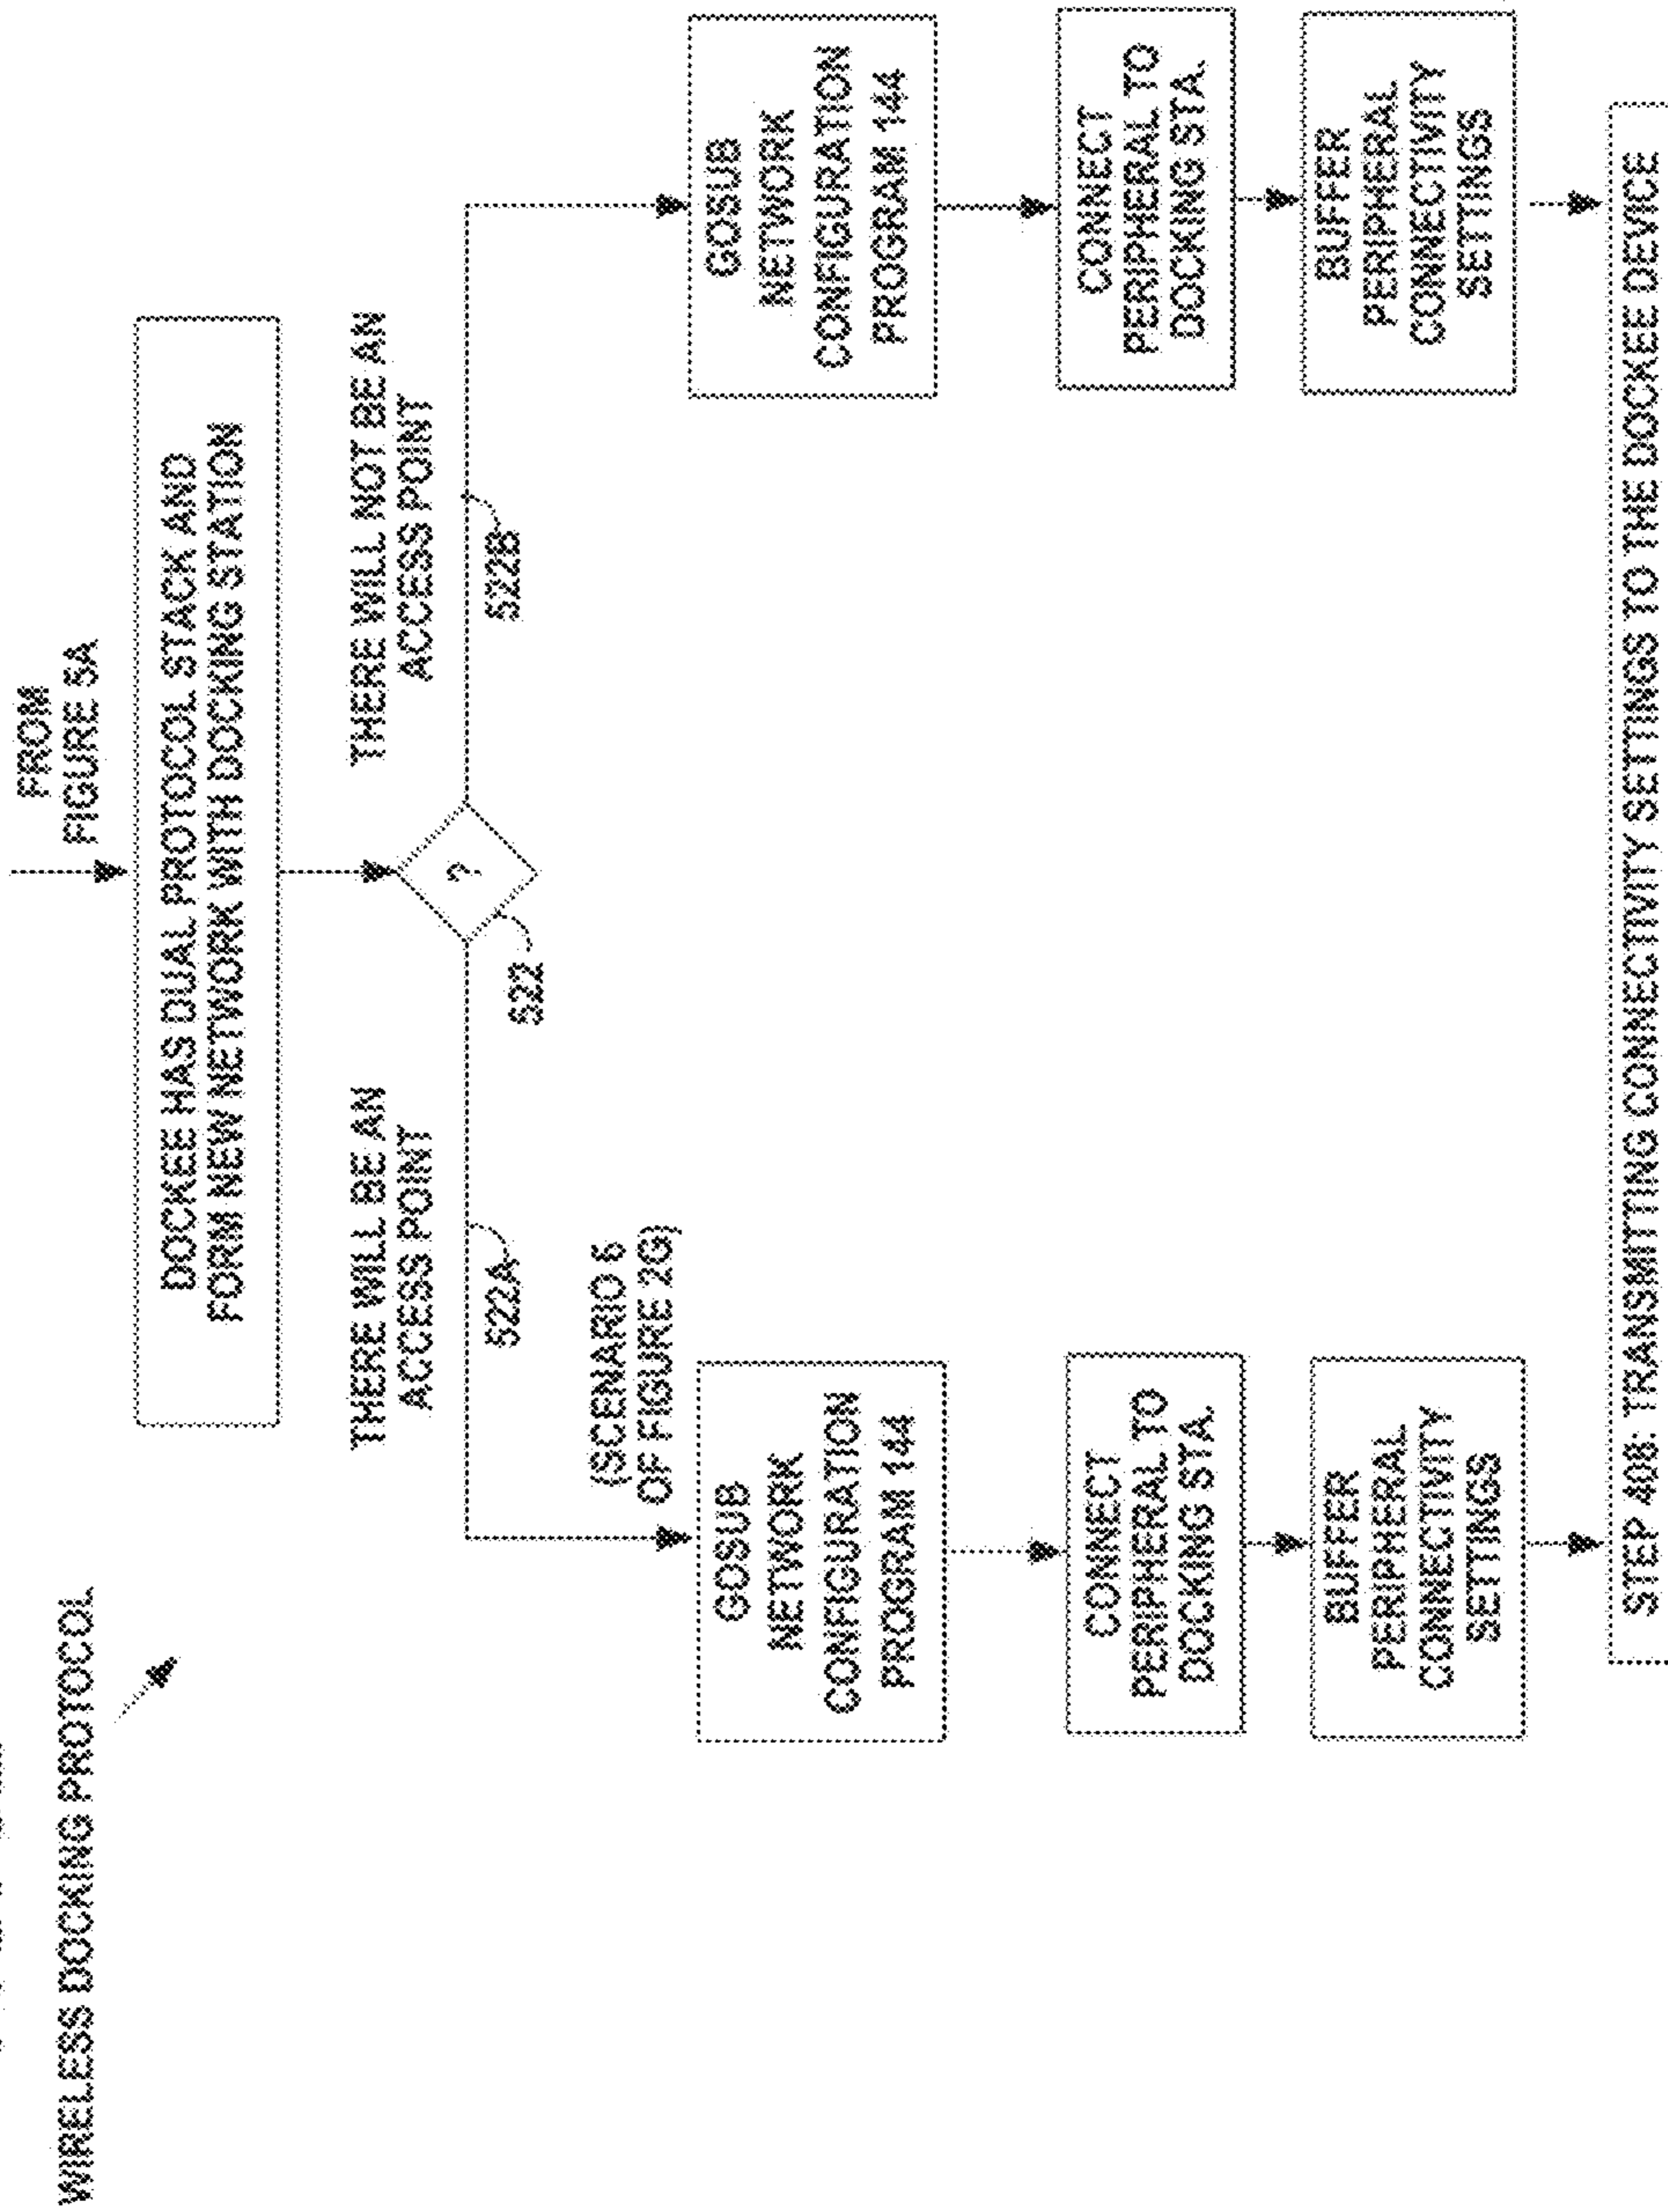 WIRELESS DOCKING PROTOCOL
FROM
FIGURE 5A
DOCKEE HAS DUAL PROTOCOL STACK AND
FORM NEW NETWORK WITH DOCKING STATION
THERE WILL BE AN
ACCESS POINT
THERE WILL NOT BE AN
ACCESS POINT
?
522A
522
522B
(SCENARIO 6
OF FIGURE 2G)
GOSUB
NETWORK
CONFIGURATION
PROGRAM 144
GOSUB
NETWORK
CONFIGURATION
PROGRAM 144
CONNECT
PERIPHERAL TO
DOCKING STA.
CONNECT
PERIPHERAL TO
DOCKING STA.
BUFFER
PERIPHERAL
CONNECTIVITY
SETTINGS
BUFFER
PERIPHERAL
CONNECTIVITY
SETTINGS
STEP 408: TRANSMITTING CONNECTIVITY SETTINGS TO THE DOCKEE DEVICE